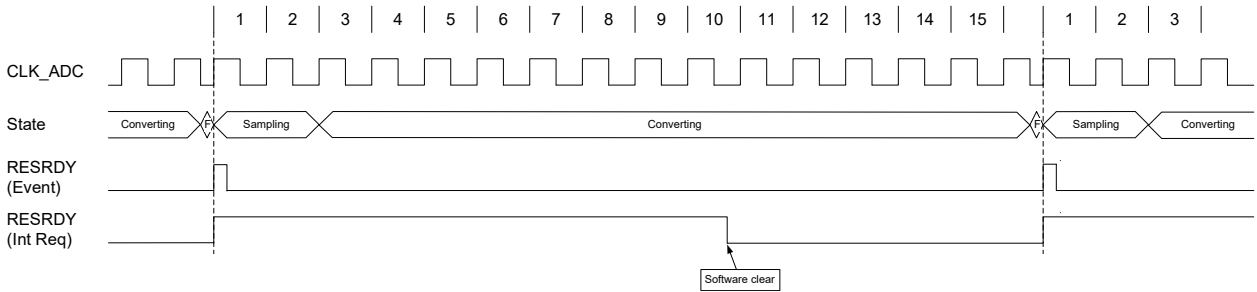 1 2 3 4 5 6 7 8 9 10 11 12 13 14 15 1 2 3
CLK_ADC
State Converting F Sampling Converting F Sampling Converting
RESRDY
(Event)
RESRDY
(Int Req)
Software clear